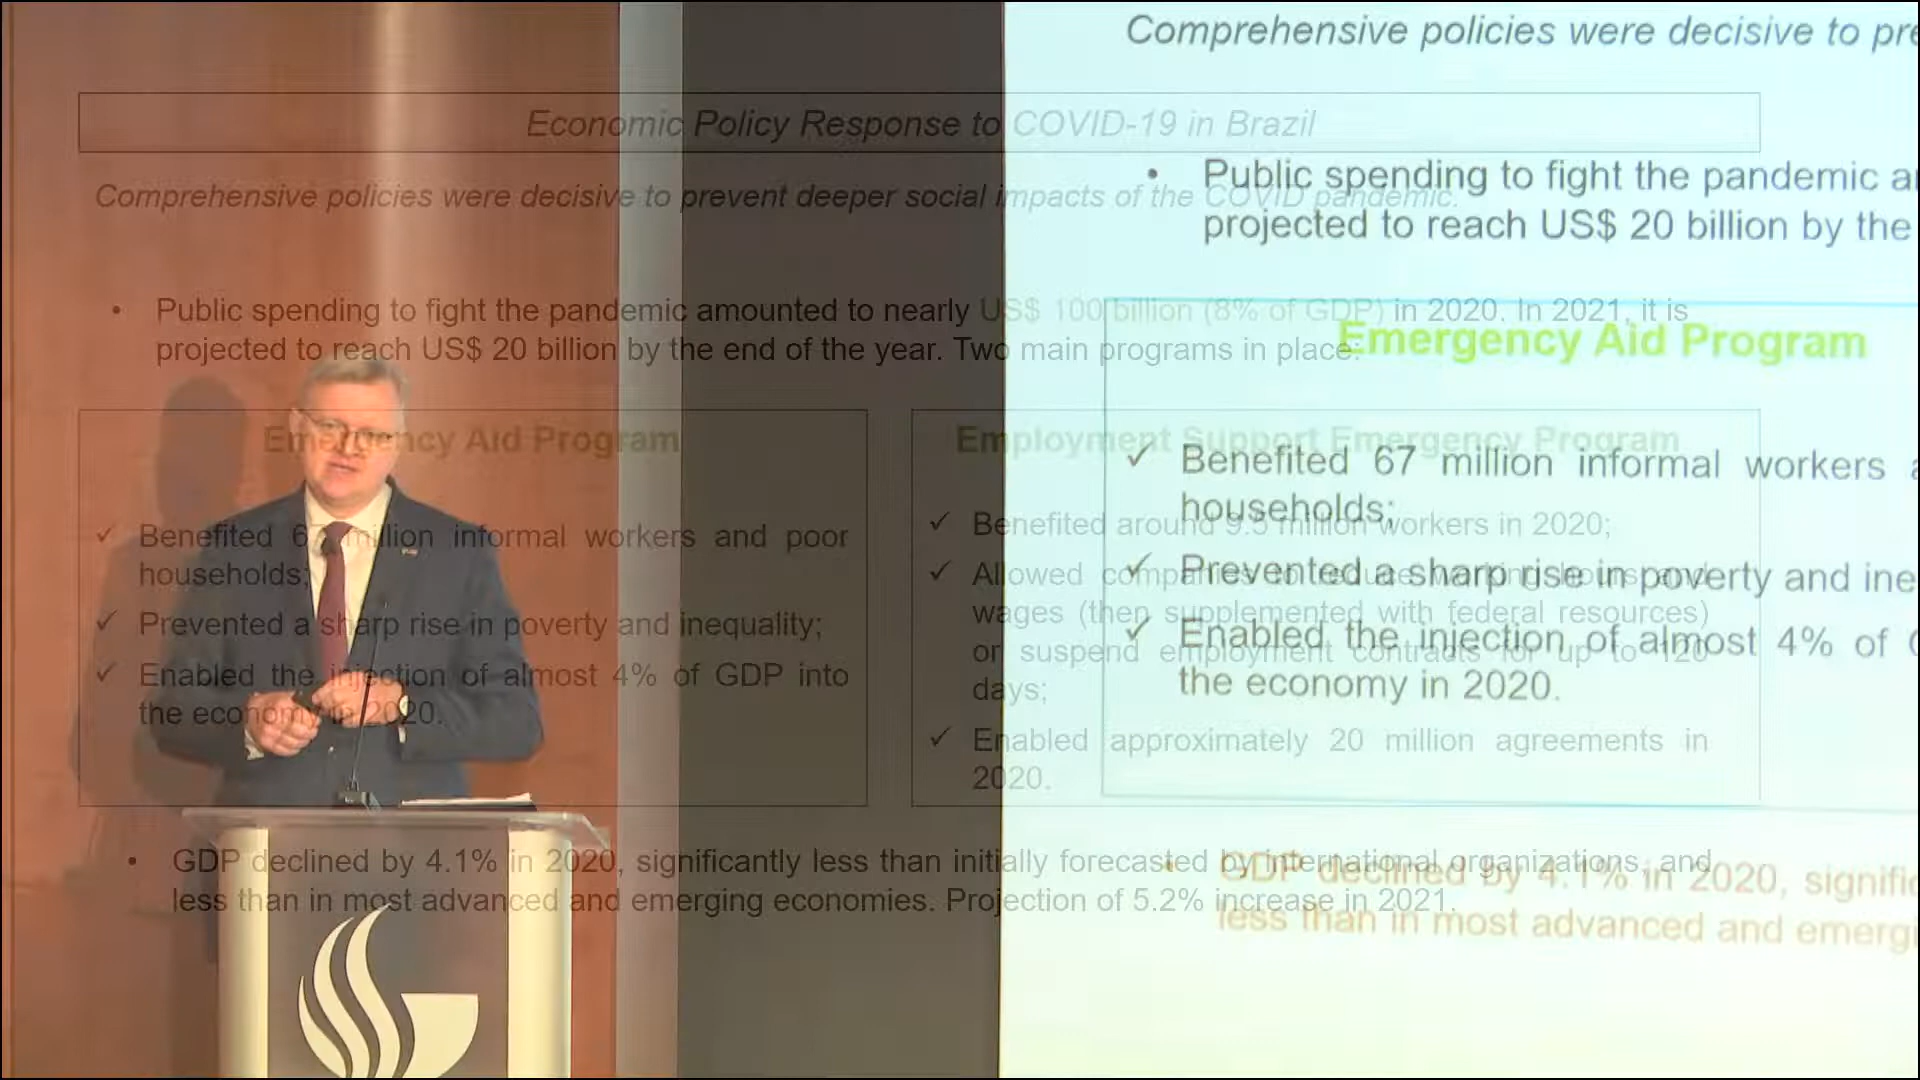 Economic Policy Response to COVID-19 in Brazil
Comprehensive policies were decisive to prevent deeper social impacts of the COVID pandemic.
• Public spending to fight the pandemic amounted to nearly US$ 100 billion (8% of GDP) in 2020. In 2021, it is
projected to reach US$ 20 billion by the end of the year. Two main programs in place:
Emergency Aid Program
✓ Benefited 67 million informal workers and poor
households;
✓ Prevented a sharp rise in poverty and inequality;
✓ Enabled the injection of almost 4% of GDP into
the economy in 2020.
Employment Support Emergency Program
✓ Benefited around 9.5 million workers in 2020;
✓ Allowed companies to reduce working hours and
wages (then supplemented with federal resources)
or suspend employment contracts for up to 120
days;
✓ Enabled approximately 20 million agreements in
2020.
• GDP declined by 4.1% in 2020, significantly less than initially forecasted by international organizations, and
less than in most advanced and emerging economies. Projection of 5.2% increase in 2021.
Comprehensive policies were decisive to pre
• Public spending to fight the pandemic a
projected to reach US$ 20 billion by the
Emergency Aid Program
✓ Benefited 67 million informal workers a
households;
✓ Prevented a sharp rise in poverty and ine
✓ Enabled the injection of almost 4% of G
the economy in 2020.
• GDP declined by 4.1% in 2020, signific
less than in most advanced and emergi